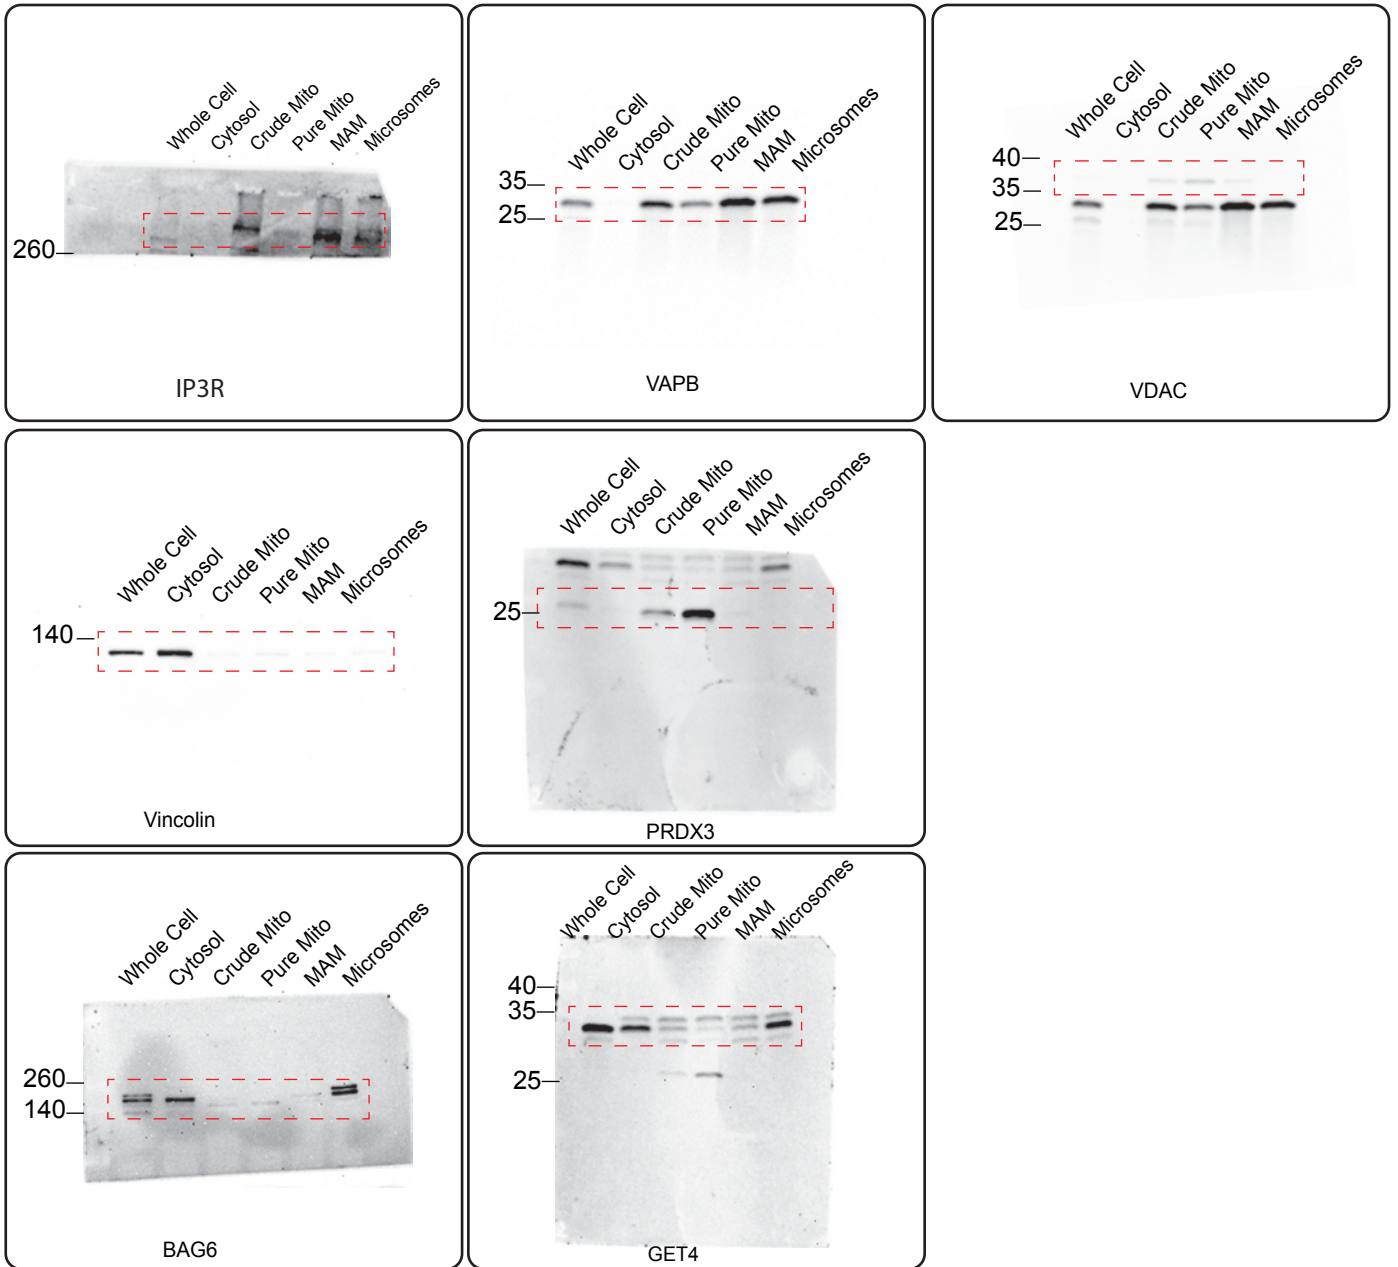 Whole Cell
Cytosol
Crude Mito
Pure Mito
MAM
Microsomes
260
IP3R
Whole Cell
Cytosol
Crude Mito
Pure Mito
MAM
Microsomes
35
25
VAPB
Whole Cell
Cytosol
Crude Mito
Pure Mito
MAM
Microsomes
40
35
25
VDAC
Whole Cell
Cytosol
Crude Mito
Pure Mito
MAM
Microsomes
140
Vincolin
Whole Cell
Cytosol
Crude Mito
Pure Mito
MAM
Microsomes
25
PRDX3
Whole Cell
Cytosol
Crude Mito
Pure Mito
MAM
Microsomes
260
140
BAG6
Whole Cell
Cytosol
Crude Mito
Pure Mito
MAM
Microsomes
40
35
25
GET4